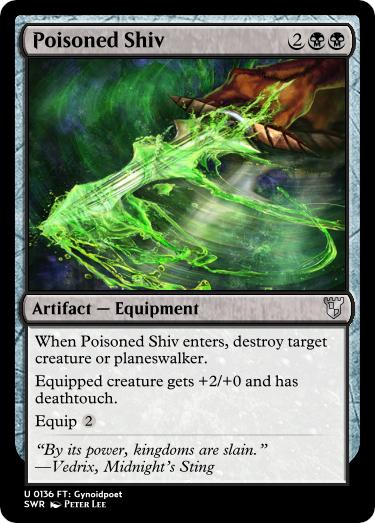 Poisoned Shiv 2
Artifact — Equipment
When Poisoned Shiv enters, destroy target
creature or planeswalker.
Equipped creature gets +2/+0 and has
deathtouch.
Equip 2
“By its power, kingdoms are slain.”
—Vedrix, Midnight's Sting
U 0136 FT: Gynoidpoet
SWR Peter Lee